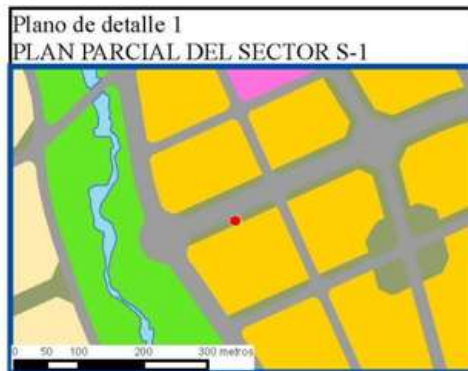 Plano de detalle 1
PLAN PARCIAL DEL SECTOR S-1
0 50 100 200 300 metros